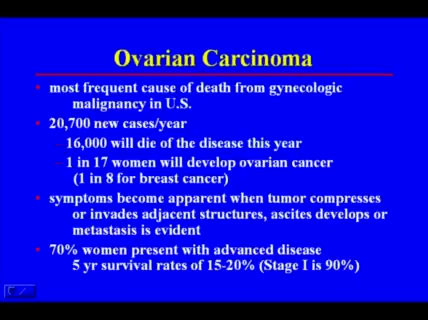 Ovarian Carcinoma
most frequent cause of death from gynecologic
malignancy in U.S.
20,700 new cases/year
16,000 will die of the disease this year
1 in 17 women will develop ovarian cancer
(1 in 8 for breast cancer)
symptoms become apparent when tumor compresses
or invades adjacent structures, ascites develops or
metastasis is evident
70% women present with advanced disease
5 yr survival rates of 15-20% (Stage I is 90%)